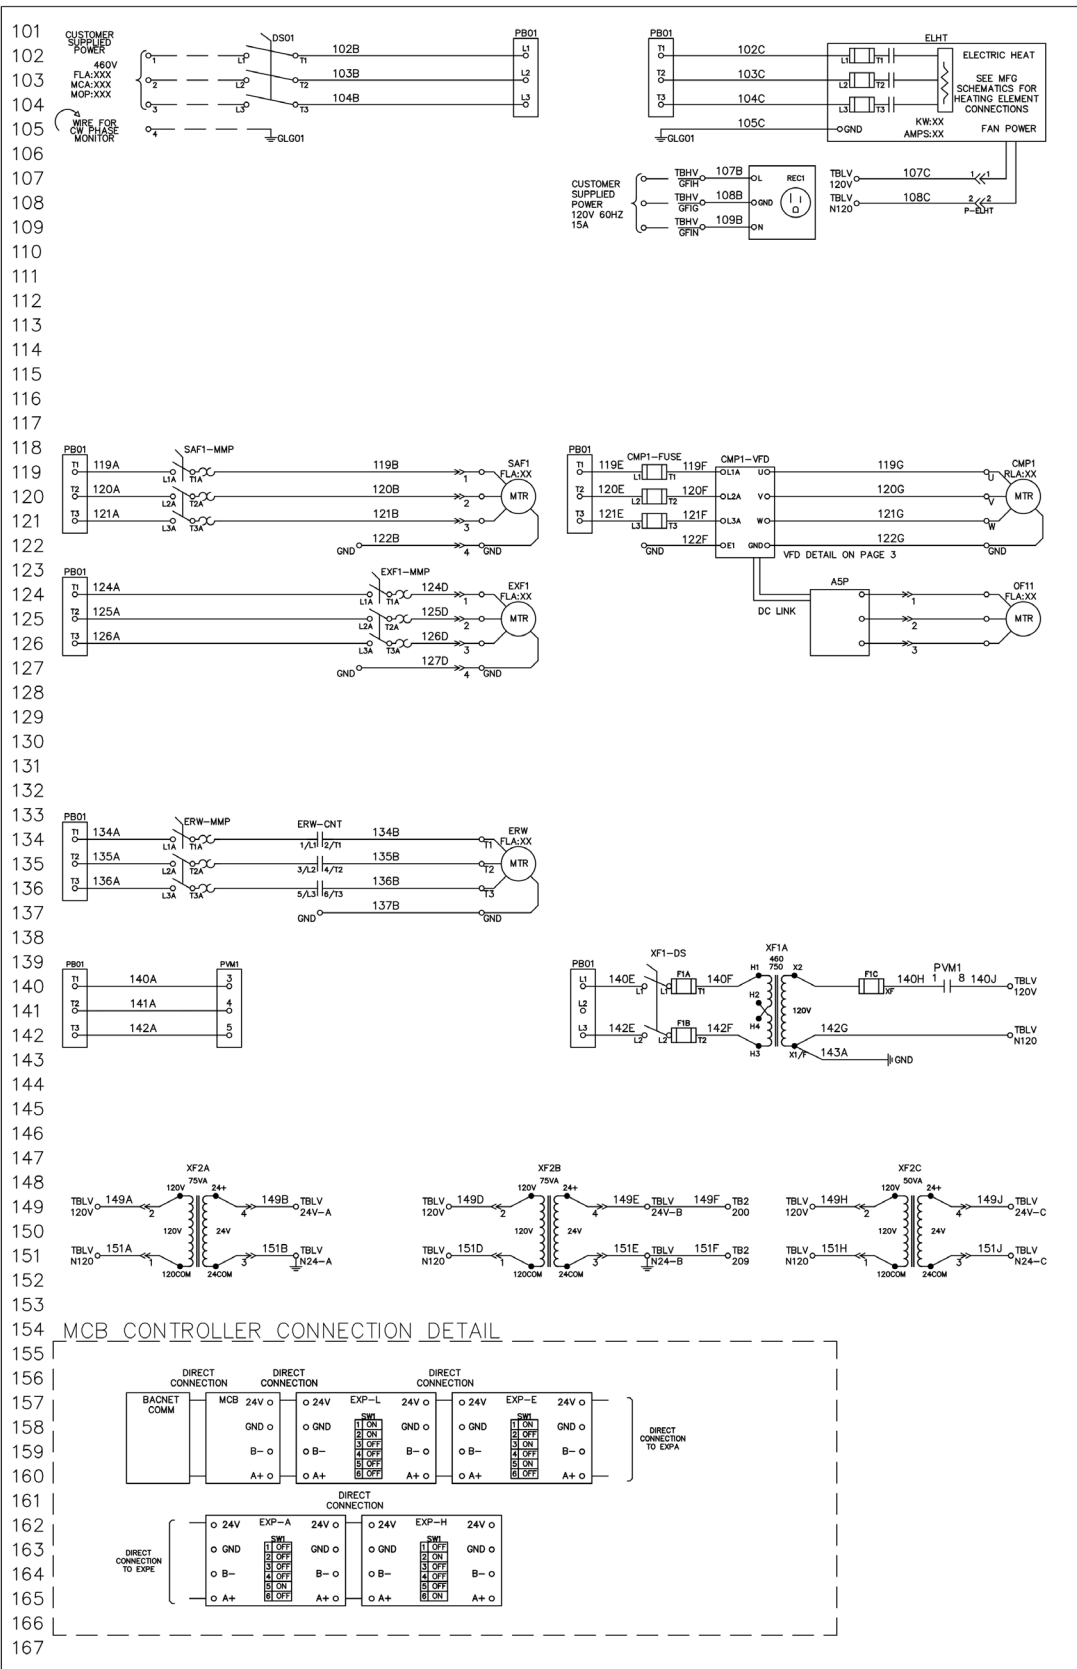 101
CUSTOMER
SUPPLIED
POWER
DS01
PB01
PB01
ELHT
102
1
L1
T1
102B
L1
T1
102C
L1
T1
ELECTRIC HEAT
460V
FLA:XXX
MCA:XXX
MOP:XXX
103
2
L2
T2
103B
L2
T2
103C
L2
T2
SEE MFG
SCHEMATICS FOR
HEATING ELEMENT
CONNECTIONS
104
3
L3
T3
104B
L3
T3
104C
L3
T3
105
WIRE FOR
CW PHASE
MONITOR
4
GLG01
105C
GLG01
GND
KW:XX
AMPS:XX
FAN POWER
106
107
CUSTOMER
SUPPLIED
POWER
120V 60HZ
15A
TBHV
GFIH
107B
L
REC1
TBLV
120V
107C
1
1
108
TBHV
GFIG
108B
GND
TBLV
N120
108C
2
2
P-ELHT
109
TBHV
GFIN
109B
N
110
111
112
113
114
115
116
117
118
PB01
SAF1-MMP
SAF1
FLA:XX
PB01
CMP1-FUSE
CMP1-VFD
CMP1
RLA:XX
119
T1
119A
L1A
T1A
119B
1
T1
119E
L1
T1
119F
L1A
U
119G
U
120
T2
120A
L2A
T2A
120B
2
MTR
T2
120E
L2
T2
120F
L2A
V
120G
V
MTR
121
T3
121A
L3A
T3A
121B
3
T3
121E
L3
T3
121F
L3A
W
121G
W
122
GND
122B
4
GND
GND
122F
E1
GND
122G
GND
VFD DETAIL ON PAGE 3
123
PB01
EXF1-MMP
EXF1
FLA:XX
A5P
OF11
FLA:XX
124
T1
124A
L1A
T1A
124D
1
1
125
T2
125A
L2A
T2A
125D
2
MTR
DC LINK
2
MTR
126
T3
126A
L3A
T3A
126D
3
3
127
GND
127D
4
GND
128
129
130
131
132
133
PB01
ERW-MMP
ERW-CNT
ERW
FLA:XX
134
T1
134A
L1A
T1A
1/L1
2/T1
134B
T1
135
T2
135A
L2A
T2A
3/L2
4/T2
135B
T2
MTR
136
T3
136A
L3A
T3A
5/L3
6/T3
136B
T3
137
GND
137B
GND
138
139
PB01
PVM1
PB01
XF1-DS
XF1A
460
750
PVM1
140
T1
140A
3
L1
140E
L1
L1
F1A
T1
140F
H1
X2
F1C
XF
140H
1
8
140J
TBLV
120V
141
T2
141A
4
L2
H2
H4
120V
142
T3
142A
5
L3
142E
L2
L2
F1B
T2
142F
H3
X1/F
142G
TBLV
N120
143
143A
GND
144
145
146
147
148
XF2A
75VA
120V
24+
XF2B
75VA
120V
24+
XF2C
50VA
120V
24+
149
TBLV
120V
149A
2
4
149B
TBLV
24V-A
TBLV
120V
149D
2
4
149E
TBLV
24V-B
149F
TB2
200
TBLV
120V
149H
2
4
149J
TBLV
24V-C
150
120V
24V
120V
24V
120V
24V
151
TBLV
N120
151A
1
3
151B
TBLV
N24-A
TBLV
N120
151D
1
3
151E
TBLV
N24-B
151F
TB2
209
TBLV
N120
151H
1
3
151J
TBLV
N24-C
152
120COM
24COM
120COM
24COM
120COM
24COM
153
154
MCB CONTROLLER CONNECTION DETAIL
155
156
DIRECT
CONNECTION
DIRECT
CONNECTION
DIRECT
CONNECTION
157
BACNET
COMM
MCB
24V
24V
EXP-L
24V
24V
EXP-E
24V
158
GND
GND
SW1
1 ON
2 ON
3 OFF
4 OFF
5 OFF
6 OFF
GND
GND
SW1
1 ON
2 OFF
3 ON
4 OFF
5 ON
6 OFF
GND
DIRECT
CONNECTION
TO EXPA
159
B-
B-
B-
B-
B-
160
A+
A+
A+
A+
A+
161
DIRECT
CONNECTION
162
24V
EXP-A
24V
24V
EXP-H
24V
163
DIRECT
CONNECTION
TO EXPE
GND
SW1
1 OFF
2 OFF
3 OFF
4 OFF
5 ON
6 OFF
GND
GND
SW1
1 OFF
2 ON
3 OFF
4 OFF
5 OFF
6 ON
GND
164
B-
B-
B-
B-
165
A+
A+
A+
A+
166
167